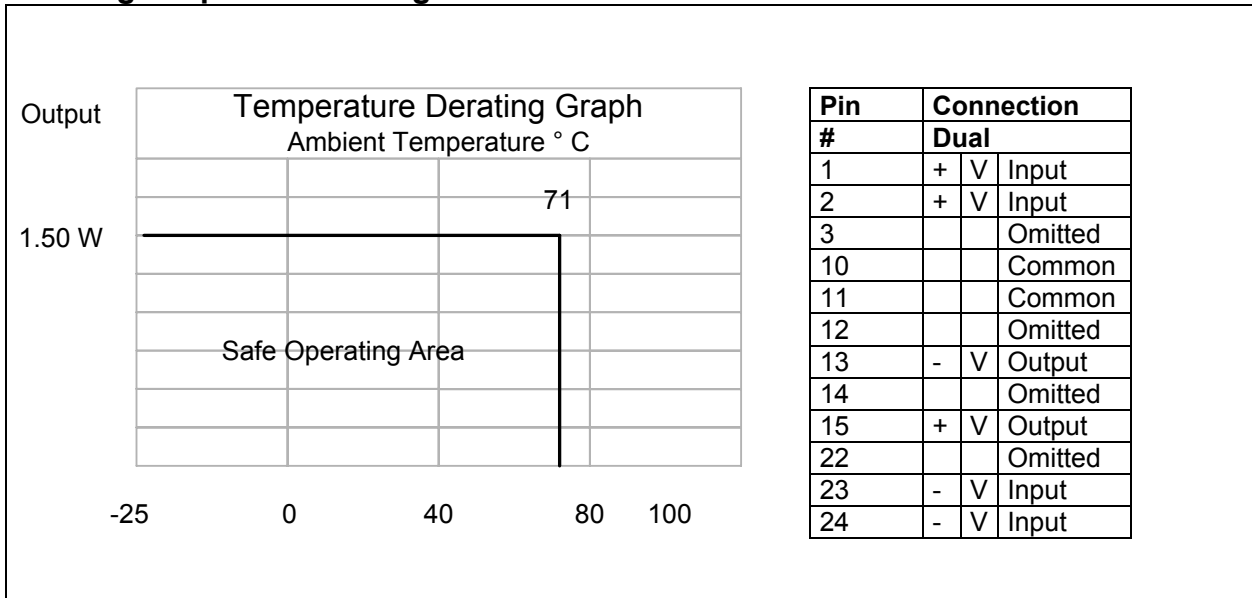 Output
Temperature Derating Graph
Ambient Temperature ° C
71
1.50 W
Safe Operating Area
-25 0 40 80 100
Pin Connection
# Dual
1 + V Input
2 + V Input
3 Omitted
10 Common
11 Common
12 Omitted
13 - V Output
14 Omitted
15 + V Output
22 Omitted
23 - V Input
24 - V Input